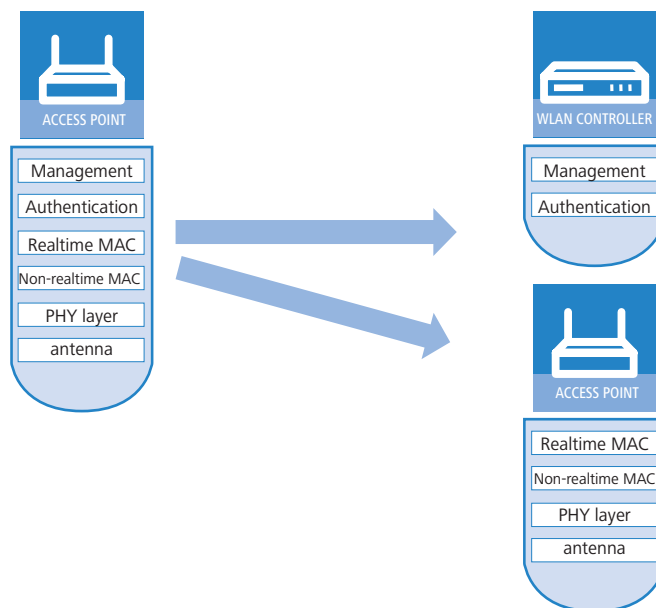 ACCESS POINT
Management
Authentication
Realtime MAC
Non-realtime MAC
PHY layer
antenna
WLAN CONTROLLER
Management
Authentication
ACCESS POINT
Realtime MAC
Non-realtime MAC
PHY layer
antenna